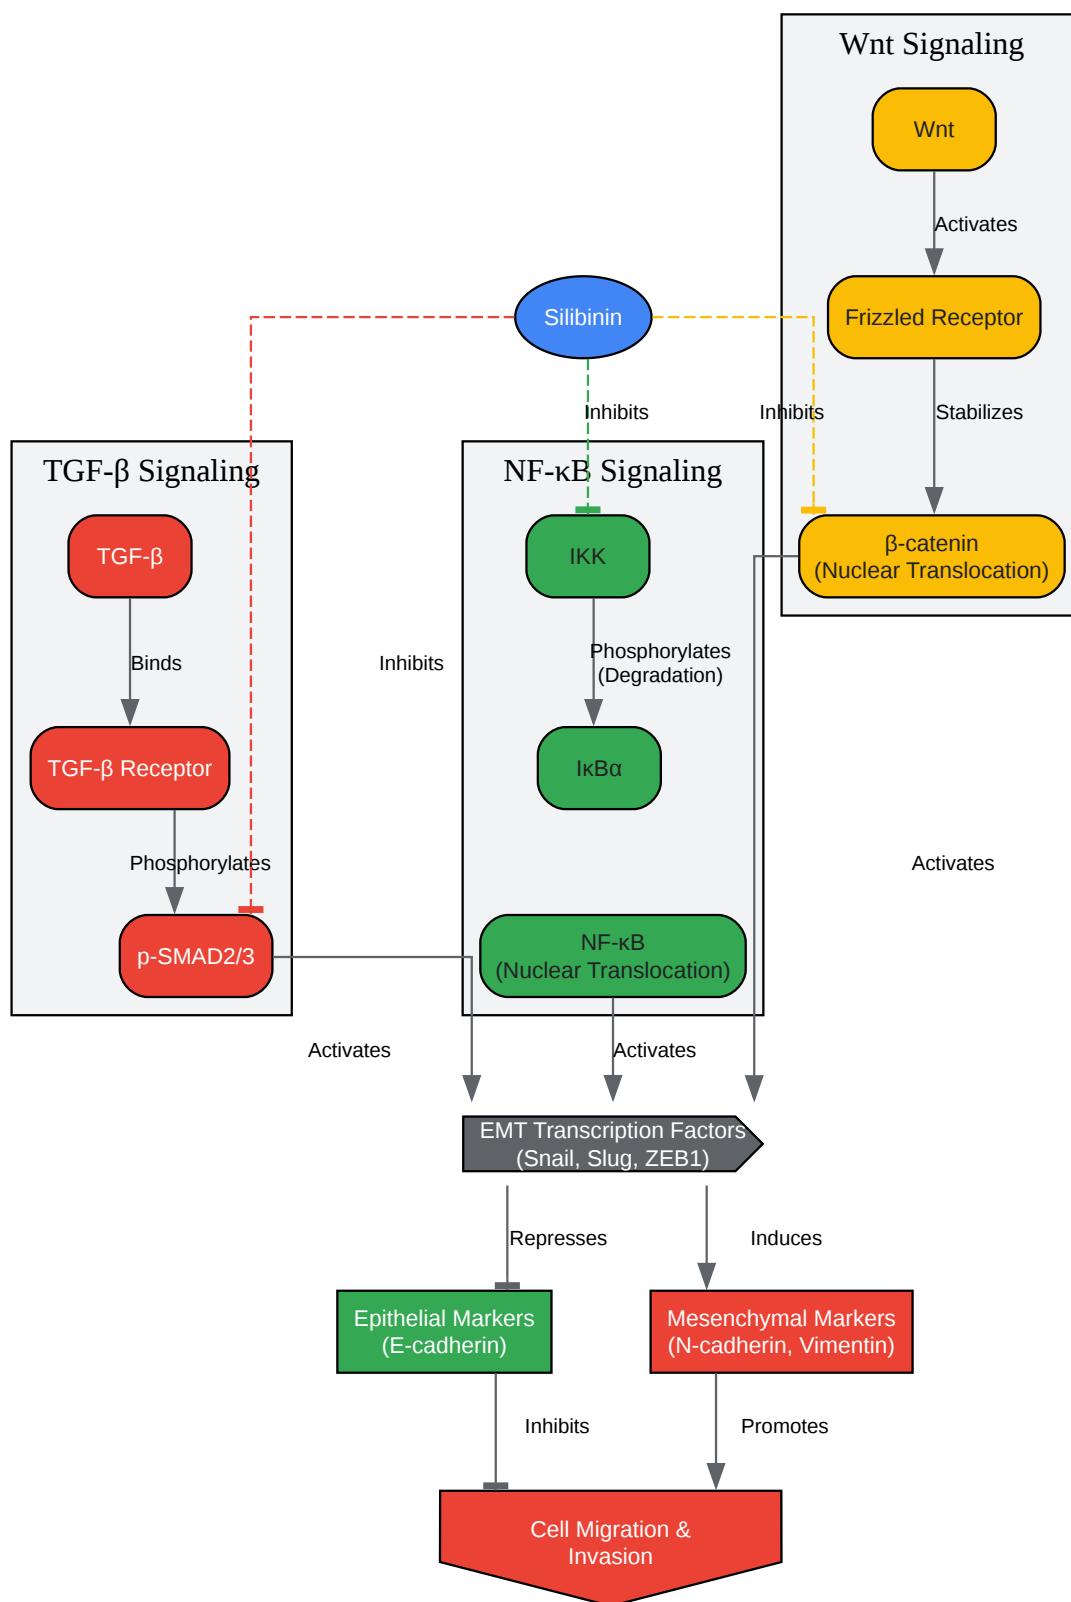 Wnt Signaling
Wnt
Activates
Silibinin
Frizzled Receptor
Inhibits
Inhibits
Stabilizes
TGF-β Signaling
NF-κB Signaling
TGF-β
IKK
β-catenin
(Nuclear Translocation)
Binds
Inhibits
Phosphorylates
(Degradation)
TGF-β Receptor
IκBα
Phosphorylates
Activates
p-SMAD2/3
NF-κB
(Nuclear Translocation)
Activates
Activates
EMT Transcription Factors
(Snail, Slug, ZEB1)
Represses
Induces
Epithelial Markers
(E-cadherin)
Mesenchymal Markers
(N-cadherin, Vimentin)
Inhibits
Promotes
Cell Migration &
Invasion